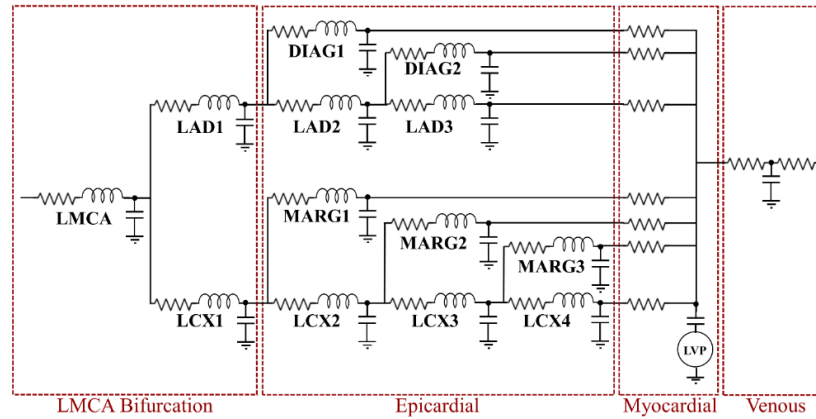 DIAG1
DIAG2
LAD1
LAD2
LAD3
LMCA
MARG1
MARG2
MARG3
LCX1
LCX2
LCX3
LCX4
LVP
LMCA Bifurcation
Epicardial
Myocardial
Venous